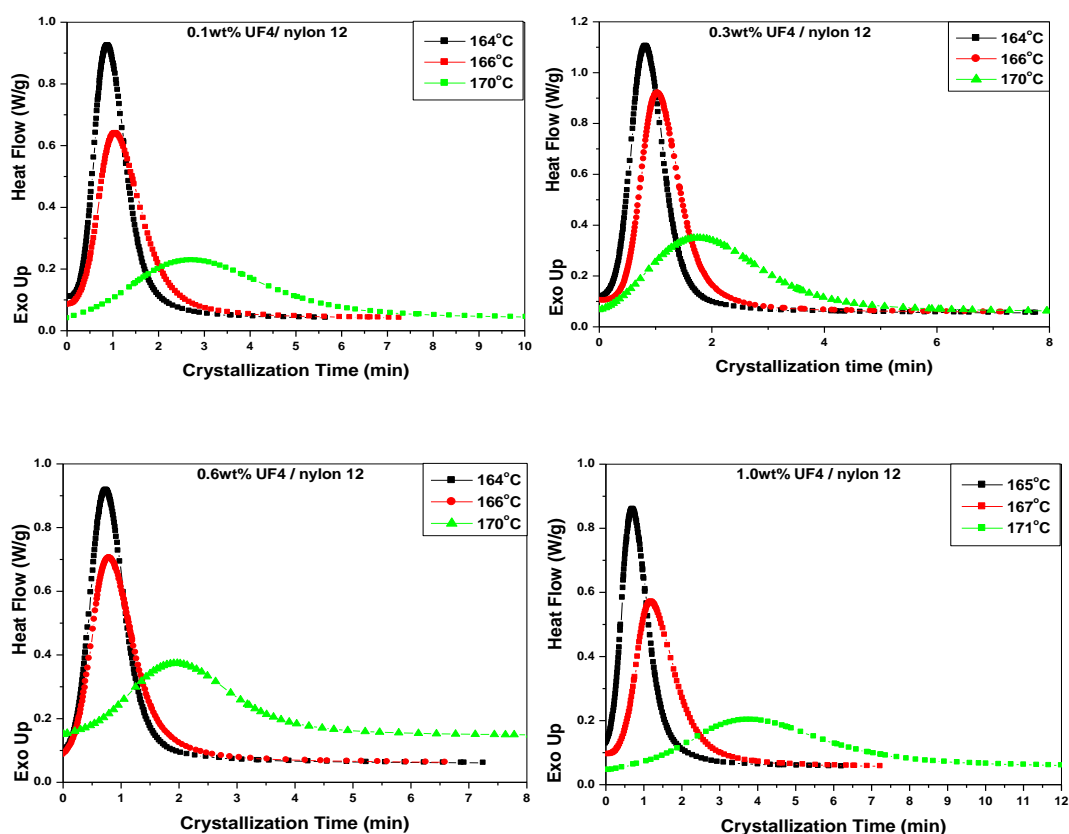 0.1wt% UF4/ nylon 12
164°C
166°C
170°C
1.0
0.8
0.6
0.4
0.2
0.0
Exo Up Heat Flow (W/g)
0 1 2 3 4 5 6 7 8 9 10
Crystallization Time (min)
0.3wt% UF4 / nylon 12
164°C
166°C
170°C
1.2
1.0
0.8
0.6
0.4
0.2
0.0
Exo Up Heat Flow (W/g)
0 2 4 6 8
Crystallization time (min)
0.6wt% UF4 / nylon 12
164°C
166°C
170°C
1.0
0.8
0.6
0.4
0.2
0.0
Exo Up Heat Flow (W/g)
0 1 2 3 4 5 6 7 8
Crystallization Time (min)
1.0wt% UF4 / nylon 12
165°C
167°C
171°C
1.0
0.8
0.6
0.4
0.2
0.0
Exo Up Heat Flow (W/g)
0 1 2 3 4 5 6 7 8 9 10 11 12
Crystallization Time (min)